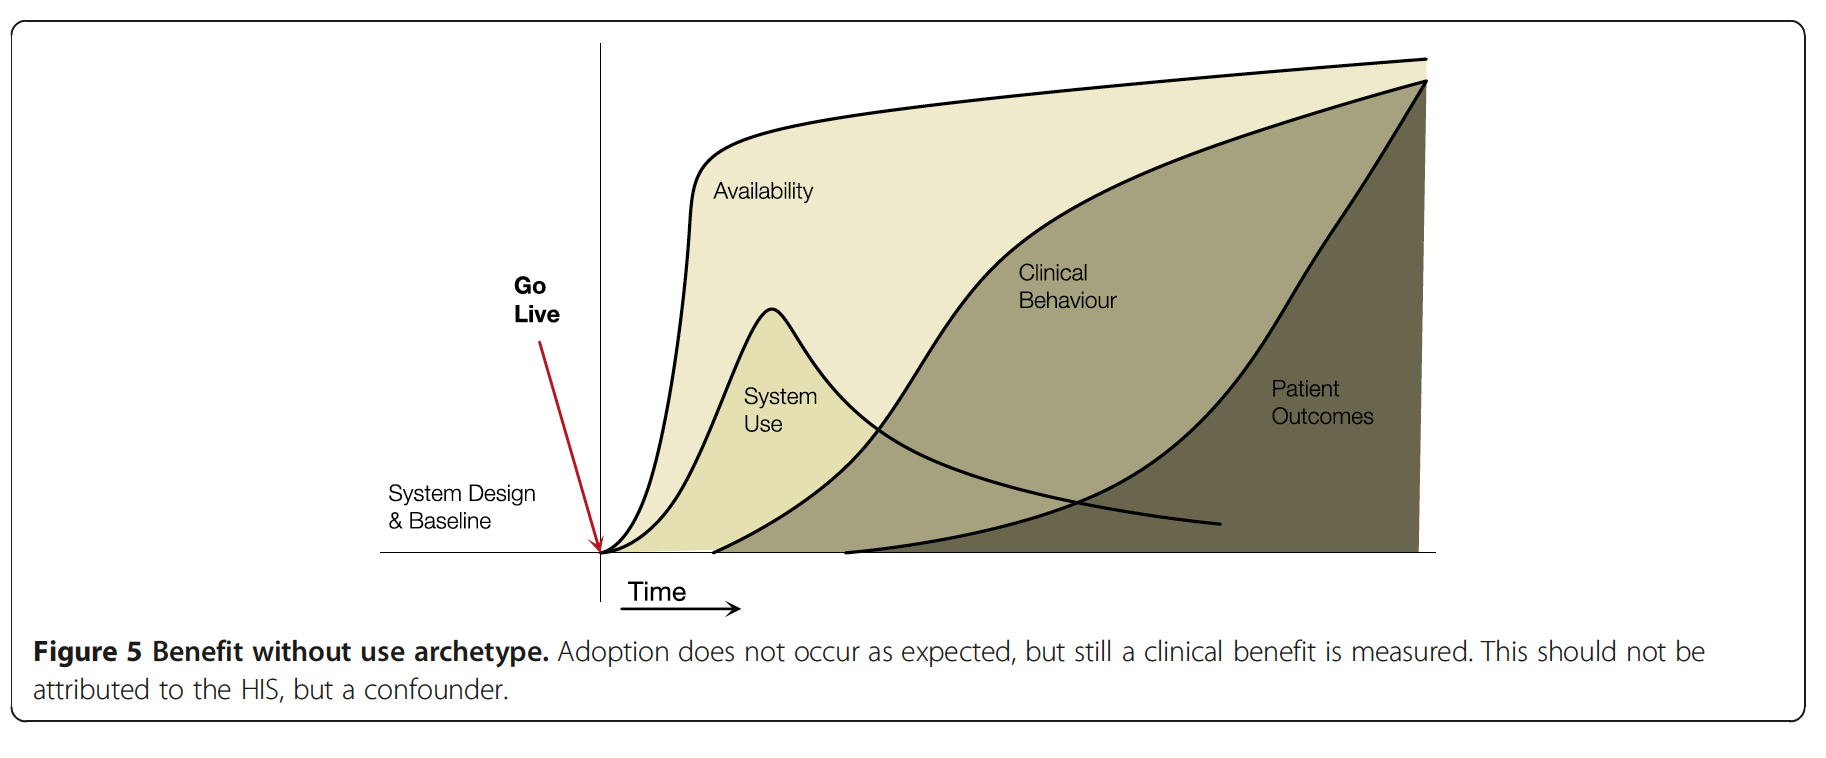 Availability
Go
Live
Clinical
Behaviour
System
Use
Patient
Outcomes
System Design
& Baseline
Time
Figure 5 Benefit without use archetype. Adoption does not occur as expected, but still a clinical benefit is measured. This should not be
attributed to the HIS, but a confounder.